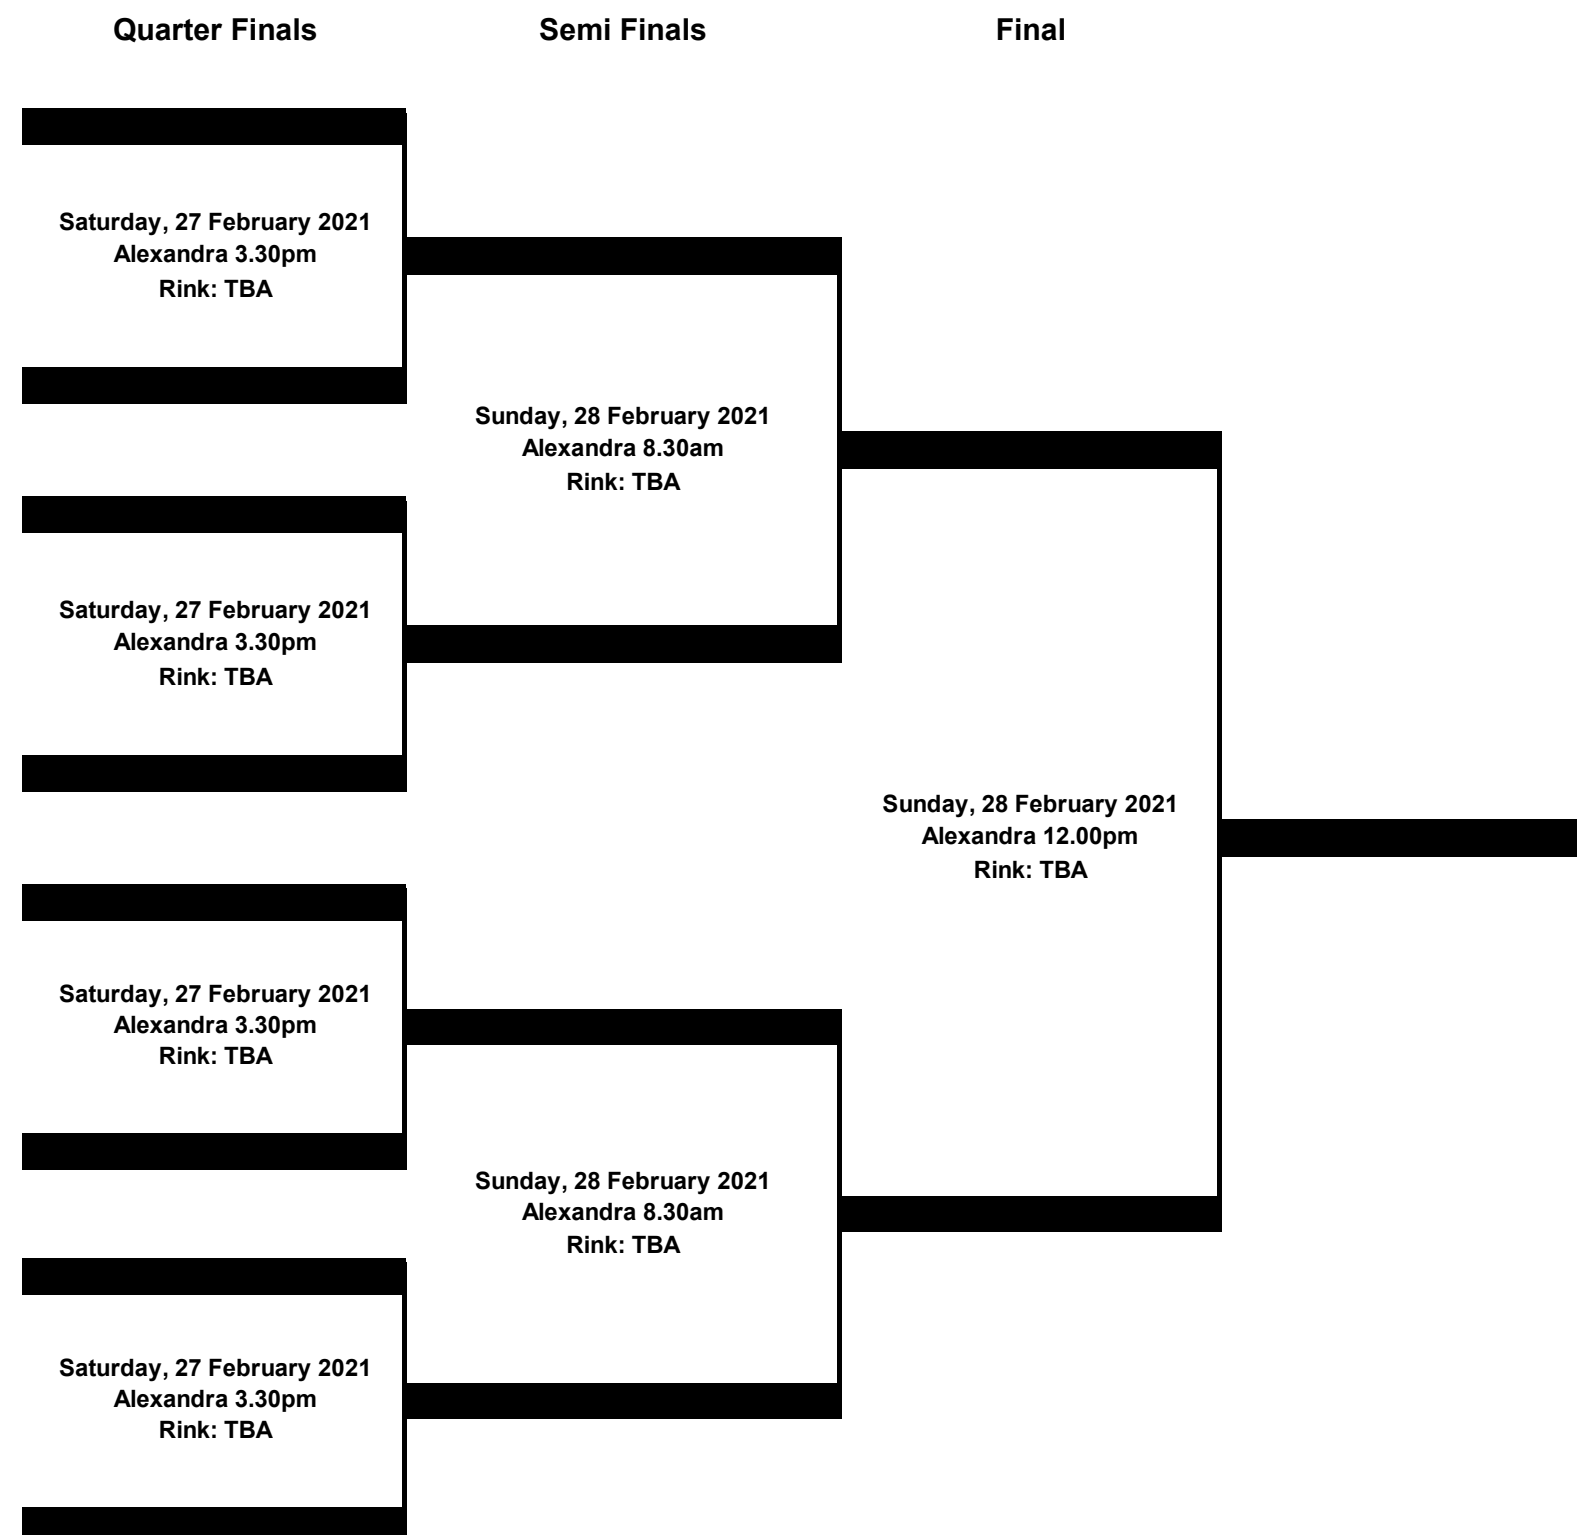 Quarter Finals
Semi Finals
Final
Saturday, 27 February 2021
Alexandra 3.30pm
Rink: TBA
Sunday, 28 February 2021
Alexandra 8.30am
Rink: TBA
Saturday, 27 February 2021
Alexandra 3.30pm
Rink: TBA
Sunday, 28 February 2021
Alexandra 12.00pm
Rink: TBA
Saturday, 27 February 2021
Alexandra 3.30pm
Rink: TBA
Sunday, 28 February 2021
Alexandra 8.30am
Rink: TBA
Saturday, 27 February 2021
Alexandra 3.30pm
Rink: TBA